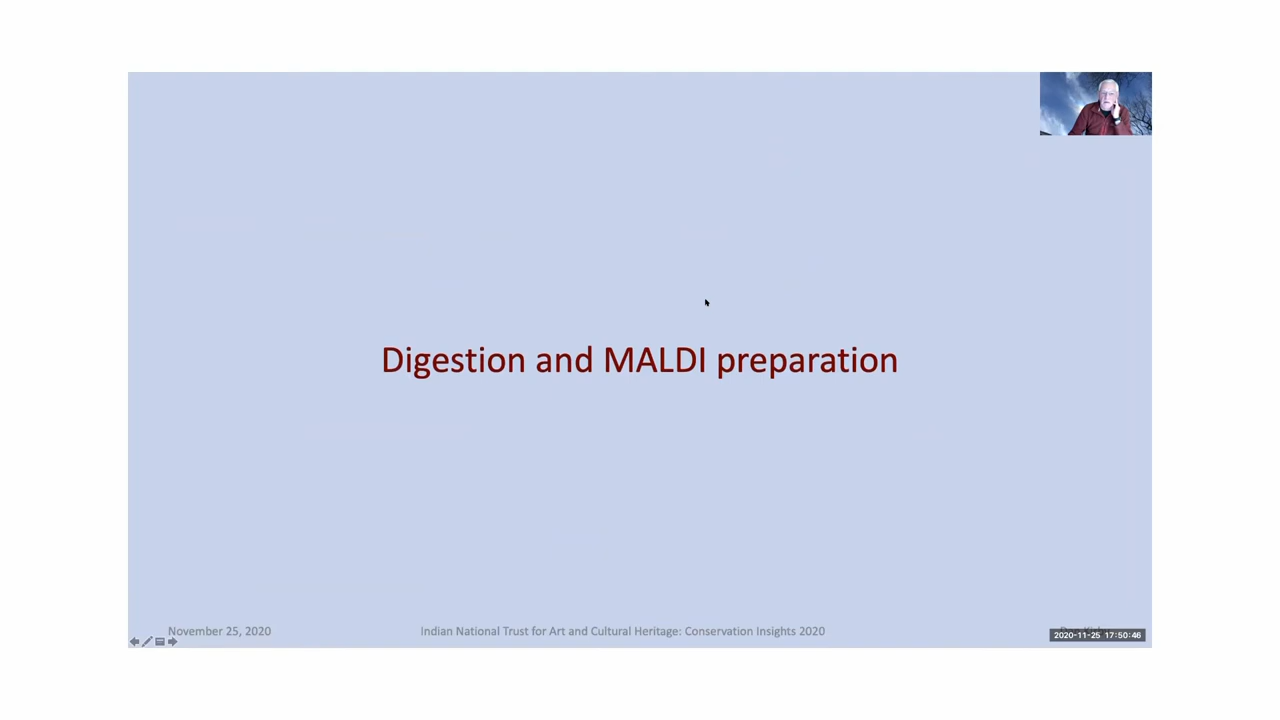 Digestion and MALDI preparation
November 25, 2020
Indian National Trust for Art and Cultural Heritage: Conservation Insights 2020
2020-11-25 17:50:46